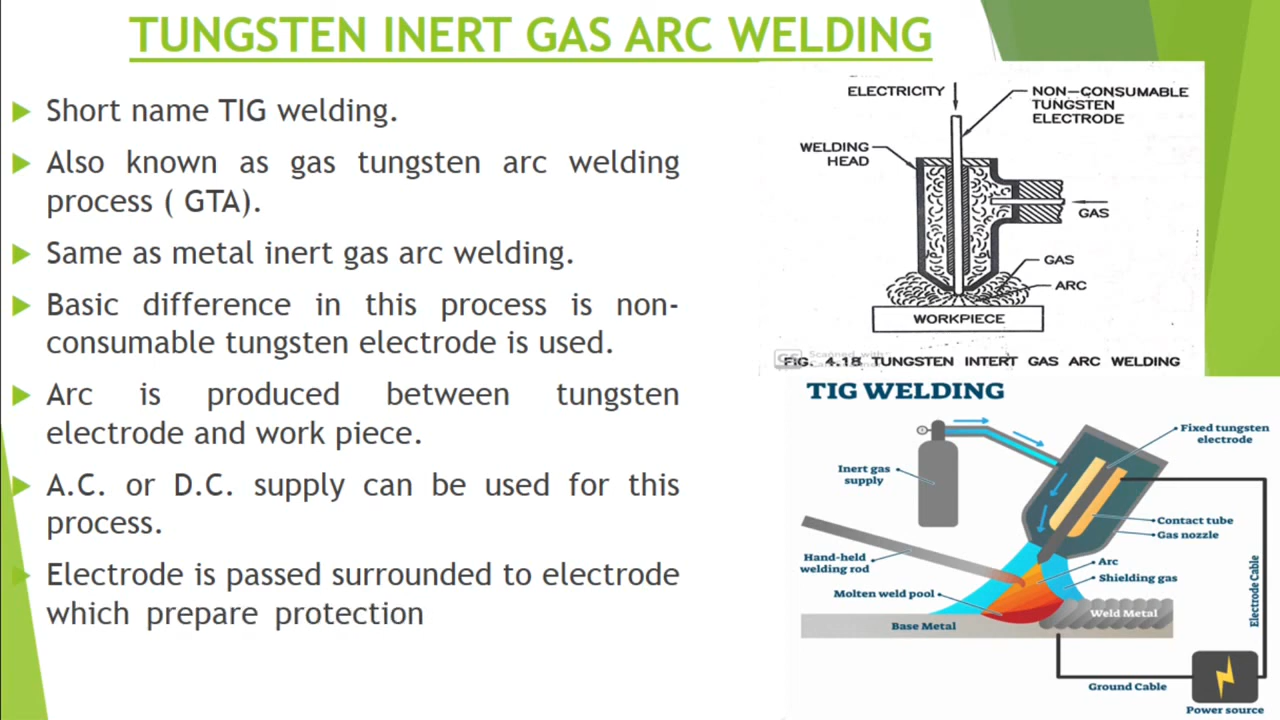 TUNGSTEN INERT GAS ARC WELDING
Short name TIG welding.
Also known as gas tungsten arc welding
process ( GTA).
Same as metal inert gas arc welding.
Basic difference in this process is non-
consumable tungsten electrode is used.
Arc is produced between tungsten
electrode and work piece.
A.C. or D.C. supply can be used for this
process.
Electrode is passed surrounded to electrode
which prepare protection
ELECTRICITY
NON-CONSUMABLE
TUNGSTEN
ELECTRODE
WELDING
HEAD
GAS
GAS
ARC
WORKPIECE
CS Scanned with
FIG. 4.18 TUNGSTEN INTERT GAS ARC WELDING
TIG WELDING
Fixed tungsten
electrode
Inert gas
supply
Contact tube
Gas nozzle
Hand-held
welding rod
Arc
Shielding gas
Molten weld pool
Weld Metal
Base Metal
Electrode Cable
Ground Cable
Power source